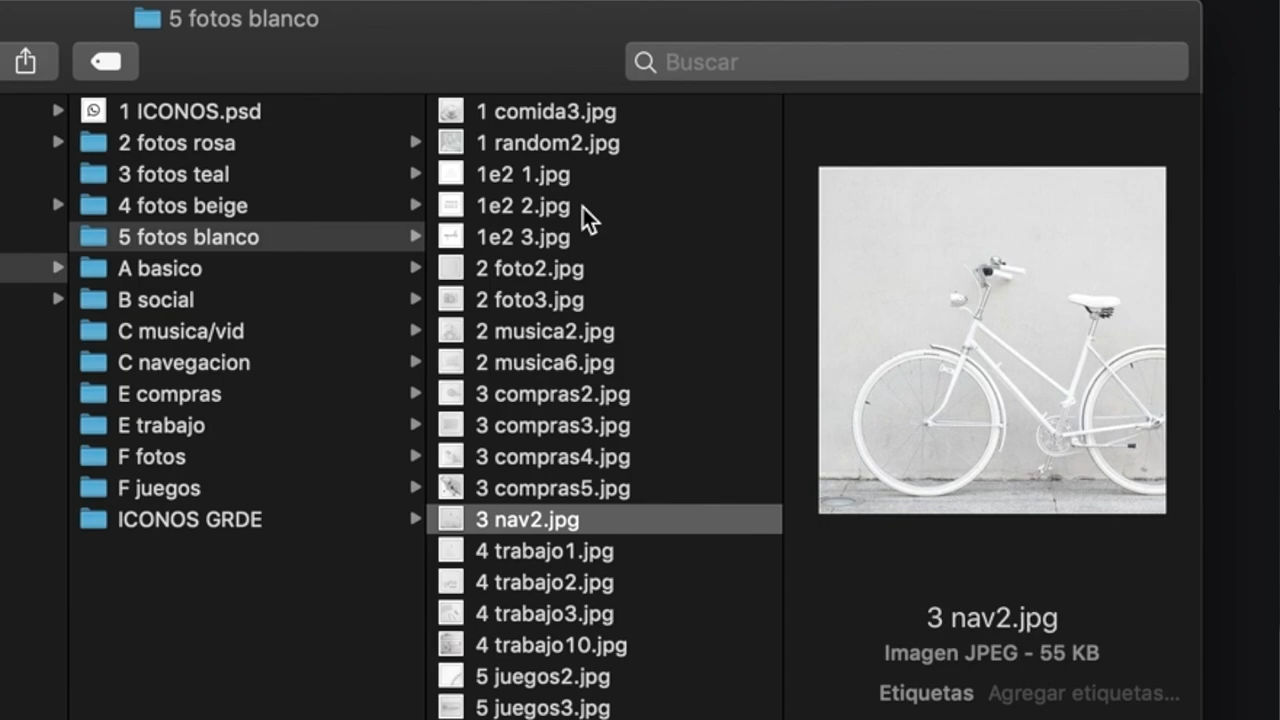 5 fotos blanco
Buscar
1 ICONOS.psd
2 fotos rosa
3 fotos teal
4 fotos beige
5 fotos blanco
A basico
B social
C musica/vid
C navegacion
E compras
E trabajo
F fotos
F juegos
ICONOS GRDE
1 comida3.jpg
1 random2.jpg
1e2 1.jpg
1e2 2.jpg
1e2 3.jpg
2 foto2.jpg
2 foto3.jpg
2 musica2.jpg
2 musica6.jpg
3 compras2.jpg
3 compras3.jpg
3 compras4.jpg
3 compras5.jpg
3 nav2.jpg
4 trabajo1.jpg
4 trabajo2.jpg
4 trabajo3.jpg
4 trabajo10.jpg
5 juegos2.jpg
5 juegos3.jpg
3 nav2.jpg
Imagen JPEG - 55 KB
Etiquetas Agregar etiquetas...